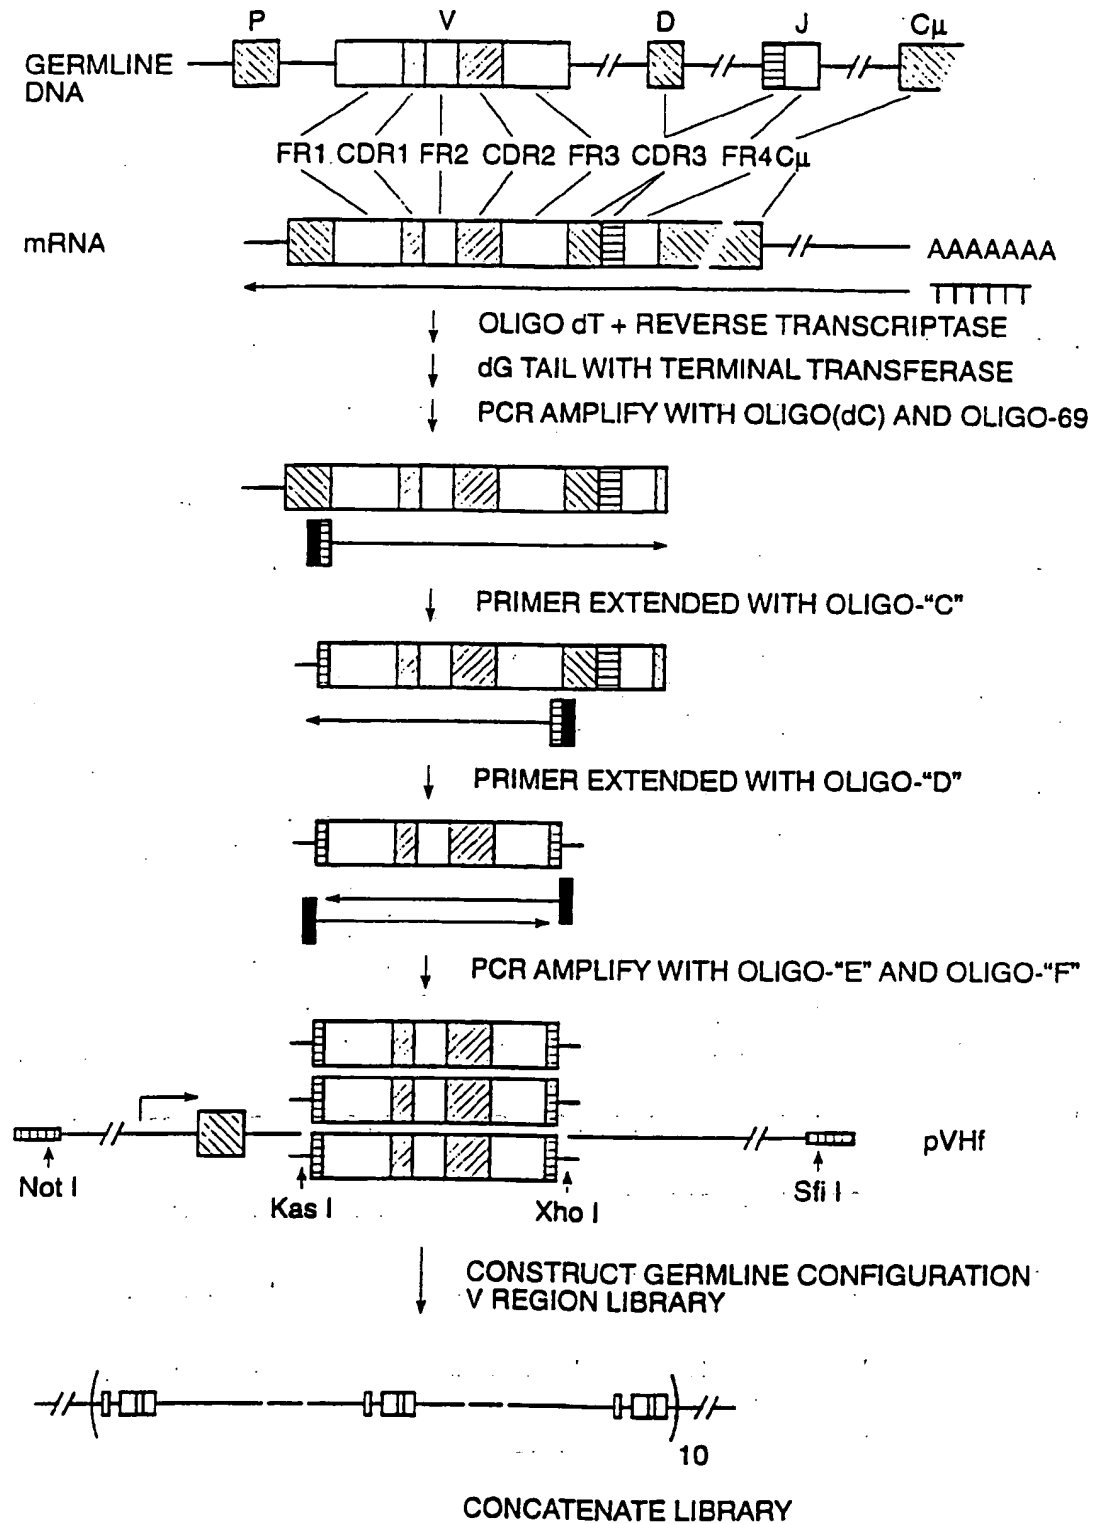 P V D J Cμ
GERMLINE
DNA
FR1 CDR1 FR2 CDR2 FR3 CDR3 FR4 Cμ
mRNA
AAAAAAA
TTTTTT
OLIGO dT + REVERSE TRANSCRIPTASE
dG TAIL WITH TERMINAL TRANSFERASE
PCR AMPLIFY WITH OLIGO(dC) AND OLIGO-69
PRIMER EXTENDED WITH OLIGO-“C”
PRIMER EXTENDED WITH OLIGO-“D”
PCR AMPLIFY WITH OLIGO-“E” AND OLIGO-“F”
pVHf
Not I
Kas I
Xho I
Sfi I
CONSTRUCT GERMLINE CONFIGURATION
V REGION LIBRARY
10
CONCATENATE LIBRARY